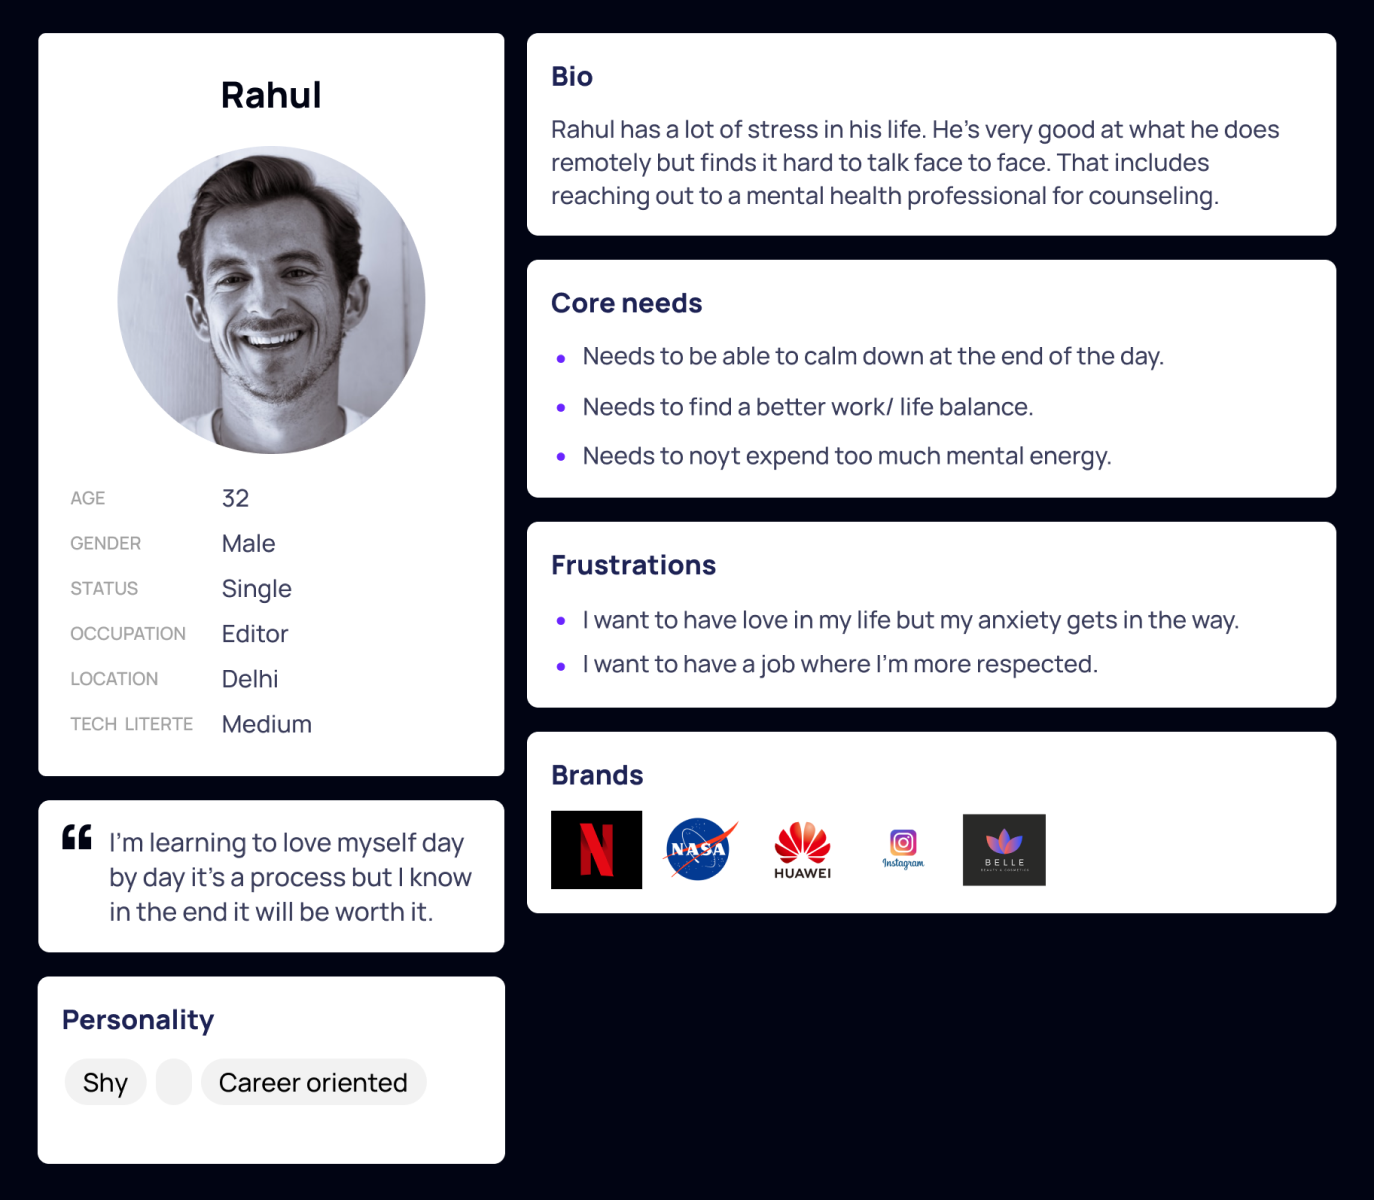 Rahul
AGE 32
GENDER Male
STATUS Single
OCCUPATION Editor
LOCATION Delhi
TECH LITERTE Medium
“ I’m learning to love myself day
by day it’s a process but I know
in the end it will be worth it.
Personality
Shy Career oriented
Bio
Rahul has a lot of stress in his life. He’s very good at what he does
remotely but finds it hard to talk face to face. That includes
reaching out to a mental health professional for counseling.
Core needs
• Needs to be able to calm down at the end of the day.
• Needs to find a better work/ life balance.
• Needs to noyt expend too much mental energy.
Frustrations
• I want to have love in my life but my anxiety gets in the way.
• I want to have a job where I’m more respected.
Brands
N NASA HUAWEI Instagram BELLE
BEAUTY & COSMETICS